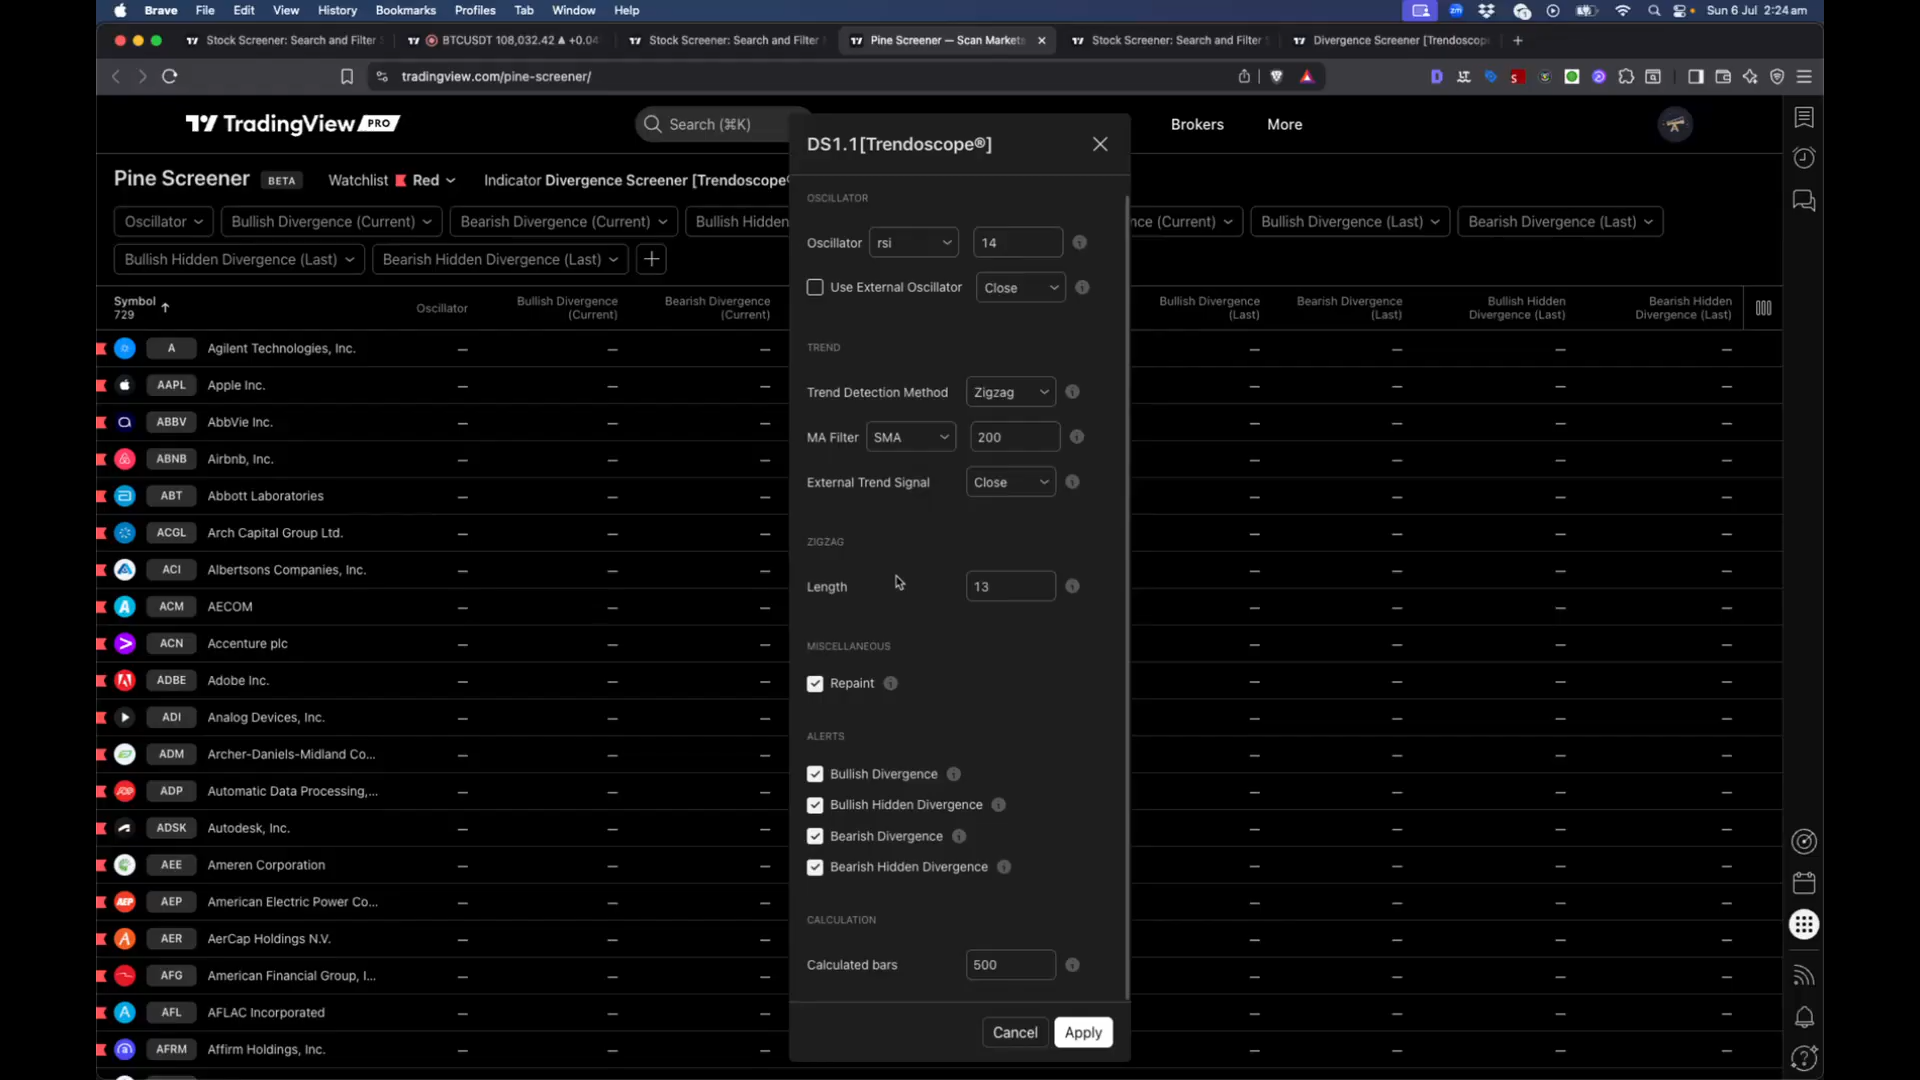 Brave File Edit View History Bookmarks Profiles Tab Window Help
Sun 6 Jul 2:24am
Stock Screener: Search and Filter
BTCUSDT 108,032.42 ▲ +0.04
Stock Screener: Search and Filter
Pine Screener — Scan Markets
Stock Screener: Search and Filter
Divergence Screener [Trendoscop
tradingview.com/pine-screener/
TradingView PRO
Search (⌘K)
Brokers
More
Pine Screener BETA
Watchlist Red
Indicator Divergence Screener [Trendoscope®
Oscillator
Bullish Divergence (Current)
Bearish Divergence (Current)
Bullish Hidden
nce (Current)
Bullish Divergence (Last)
Bearish Divergence (Last)
Bullish Hidden Divergence (Last)
Bearish Hidden Divergence (Last)
Symbol
729
Oscillator
Bullish Divergence
(Current)
Bearish Divergence
(Current)
Bullish Divergence
(Last)
Bearish Divergence
(Last)
Bullish Hidden
Divergence (Last)
Bearish Hidden
Divergence (Last)
A Agilent Technologies, Inc. — — — — — — —
AAPL Apple Inc. — — — — — — —
ABBV AbbVie Inc. — — — — — — —
ABNB Airbnb, Inc. — — — — — — —
ABT Abbott Laboratories — — — — — — —
ACGL Arch Capital Group Ltd. — — — — — — —
ACI Albertsons Companies, Inc. — — — — — — —
ACM AECOM — — — — — — —
ACN Accenture plc — — — — — — —
ADBE Adobe Inc. — — — — — — —
ADI Analog Devices, Inc. — — — — — — —
ADM Archer-Daniels-Midland Co... — — — — — — —
ADP Automatic Data Processing,... — — — — — — —
ADSK Autodesk, Inc. — — — — — — —
AEE Ameren Corporation — — — — — — —
AEP American Electric Power Co... — — — — — — —
AER AerCap Holdings N.V. — — — — — — —
AFG American Financial Group, I... — — — — — — —
AFL AFLAC Incorporated — — — — — — —
AFRM Affirm Holdings, Inc. — — — — — — —
DS1.1[Trendoscope®]
OSCILLATOR
Oscillator rsi 14
Use External Oscillator Close
TREND
Trend Detection Method Zigzag
MA Filter SMA 200
External Trend Signal Close
ZIGZAG
Length 13
MISCELLANEOUS
Repaint
ALERTS
Bullish Divergence
Bullish Hidden Divergence
Bearish Divergence
Bearish Hidden Divergence
CALCULATION
Calculated bars 500
Cancel Apply